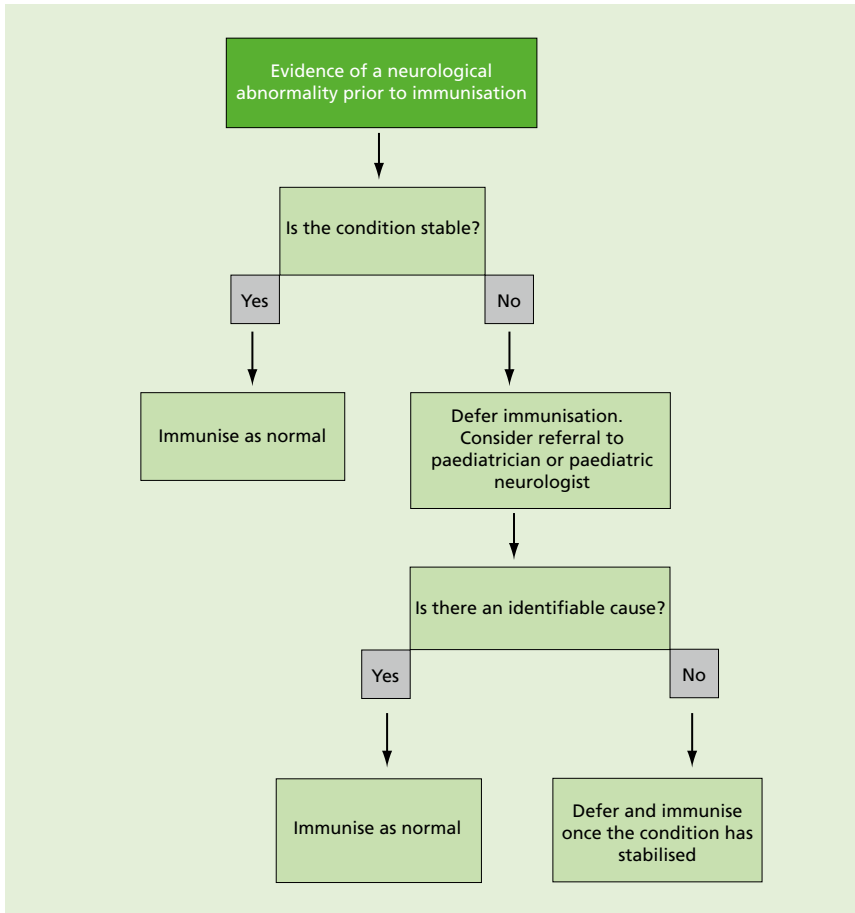 Evidence of a neurological
abnormality prior to immunisation
Is the condition stable?
Yes
No
Immunise as normal
Defer immunisation.
Consider referral to
paediatrician or paediatric
neurologist
Is there an identifiable cause?
Yes
No
Immunise as normal
Defer and immunise
once the condition has
stabilised